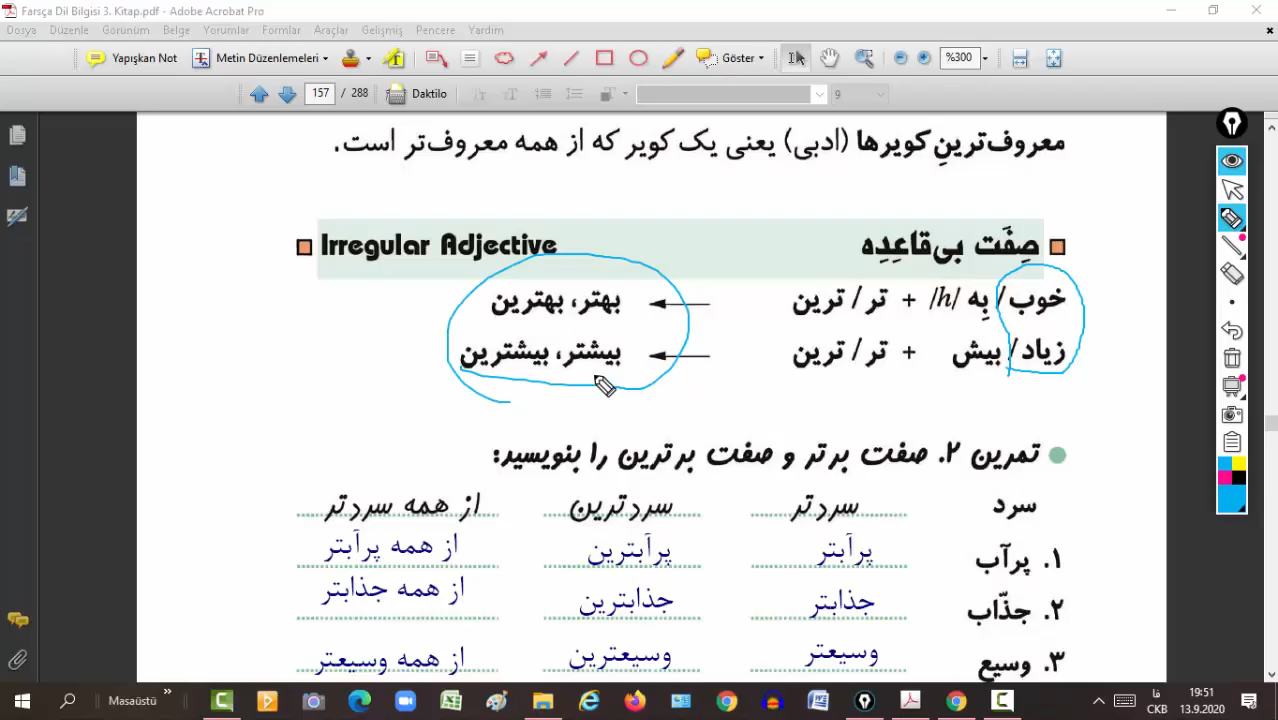 Farsça Dil Bilgisi 3. Kitap.pdf - Adobe Acrobat Pro
Dosya Düzenle Görünüm Belge Yorumlar Formlar Araçlar Gelişmiş Pencere Yardım
Yapışkan Not Metin Düzenlemeleri Göster %300
157 / 288 Daktilo 9
معروف‌ترینِ کویرها (ادبی) یعنی یک کویر که از همه معروف‌تر است.
صِفَت بی‌قاعِدِه Irregular Adjective
خوب/ بِه /h/ + تر / ترین ← بهتر، بهترین
زیاد/ بیش + تر / ترین ← بیشتر، بیشترین
تمرین ۲. صفت برتر و صفت برترین را بنویسید:
سرد سردتر سردترین از همه سردتر
۱. پرآب پرآبتر پرآبترین از همه پرآبتر
۲. جذّاب جذابتر جذابترین از همه جذابتر
۳. وسیع وسیعتر وسیعترین از همه وسیعتر
Masaüstü » فا 19:51
CKB 13.9.2020